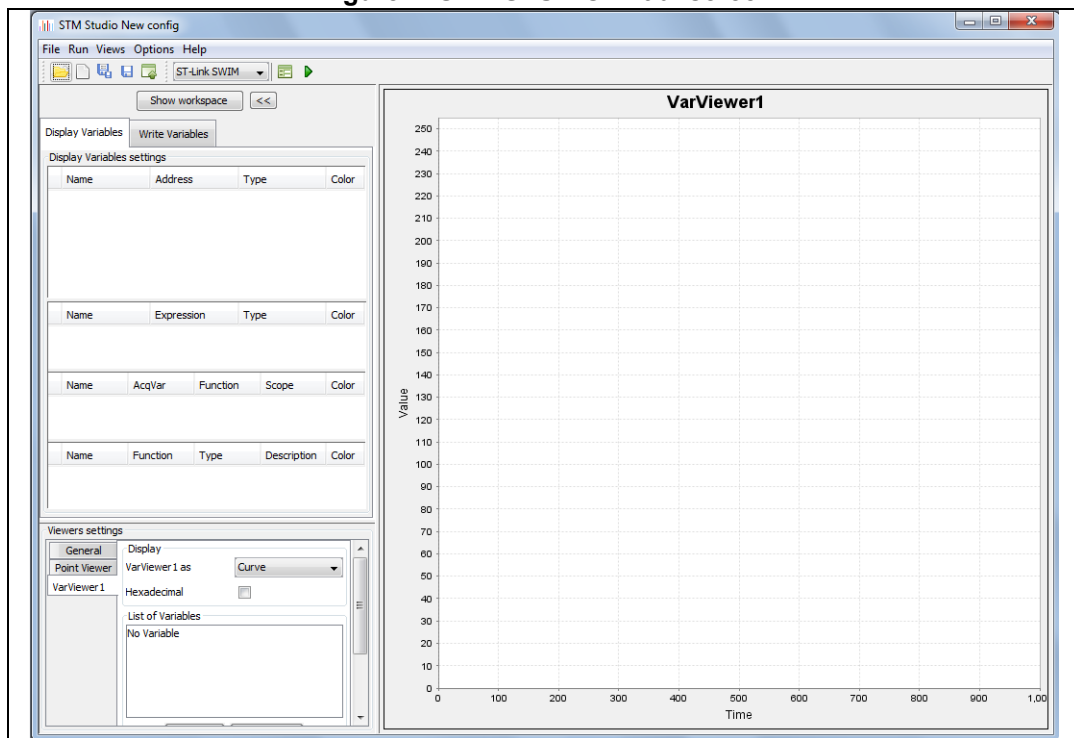 STM Studio New config
File Run Views Options Help
ST-Link SWIM
Show workspace <<
Display Variables Write Variables
Display Variables settings
Name Address Type Color
Name Expression Type Color
Name AcqVar Function Scope Color
Name Function Type Description Color
Viewers settings
General
Point Viewer
VarViewer1
Display
VarViewer1 as Curve
Hexadecimal
List of Variables
No Variable
VarViewer1
250
240
230
220
210
200
190
180
170
160
150
140
130
120
110
100
90
80
70
60
50
40
30
20
10
0
Value
0 100 200 300 400 500 600 700 800 900 1,00
Time